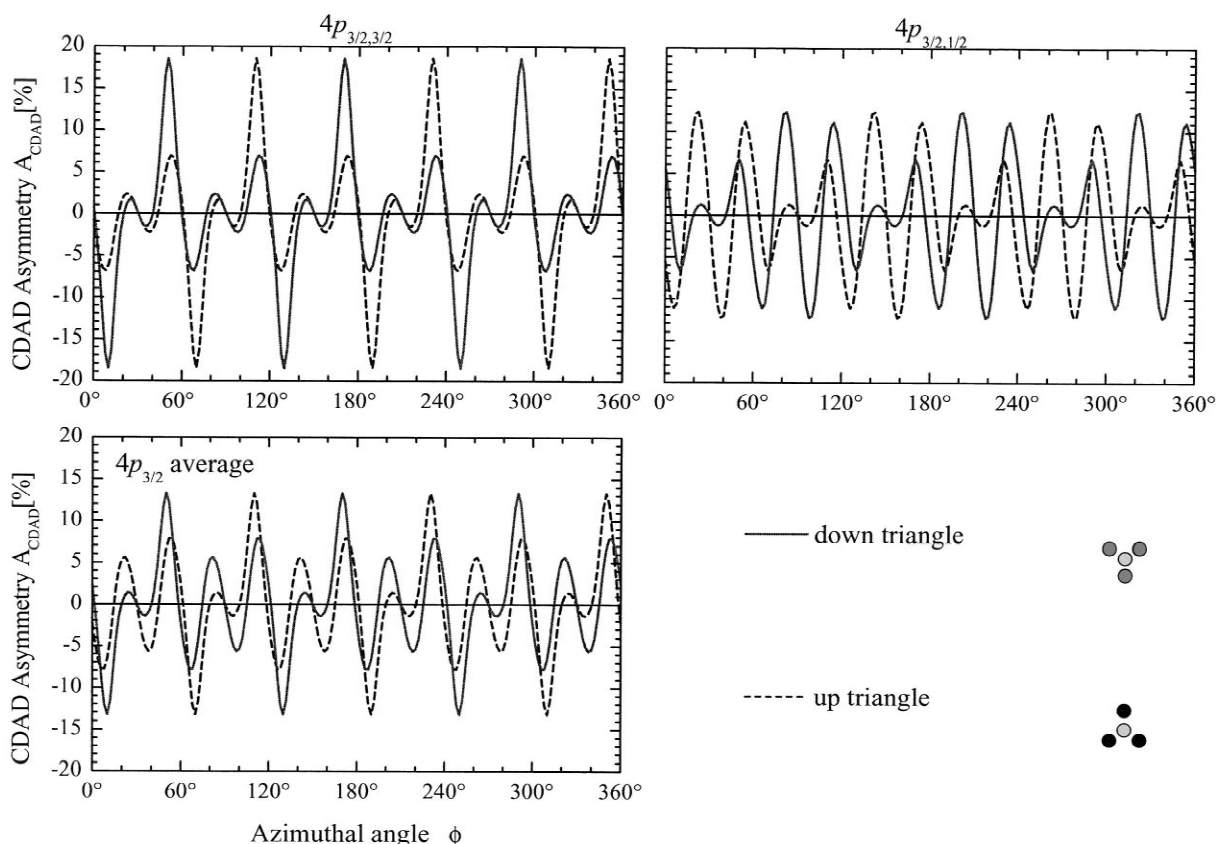 4p3/2,3/2
4p3/2,1/2
CDAD Asymmetry ACDAD[%]
20
15
10
5
0
-5
-10
-15
-20
0° 60° 120° 180° 240° 300° 360°
0° 60° 120° 180° 240° 300° 360°
4p3/2 average
CDAD Asymmetry ACDAD[%]
20
15
10
5
0
-5
-10
-15
-20
0° 60° 120° 180° 240° 300° 360°
Azimuthal angle ϕ
down triangle
up triangle